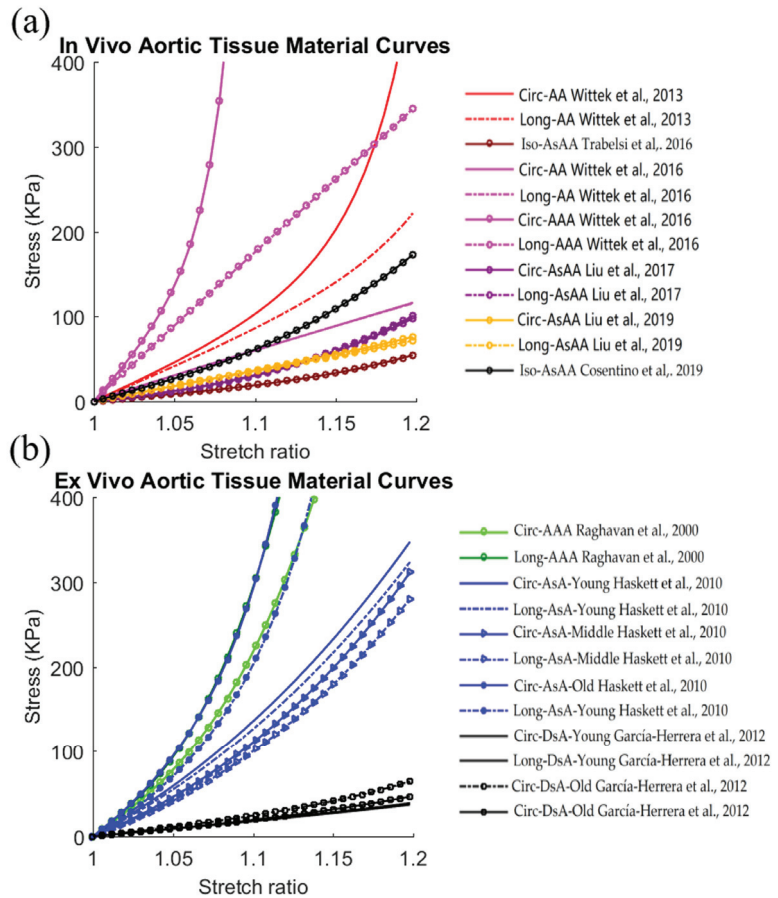 (a)
In Vivo Aortic Tissue Material Curves
400
300
200
100
0
Stress (KPa)
1
1.05
1.1
1.15
1.2
Stretch ratio
Circ-AA Wittek et al., 2013
Long-AA Wittek et al., 2013
Iso-AsAA Trabelsi et al,. 2016
Circ-AA Wittek et al., 2016
Long-AA Wittek et al., 2016
Circ-AAA Wittek et al., 2016
Long-AAA Wittek et al., 2016
Circ-AsAA Liu et al., 2017
Long-AsAA Liu et al., 2017
Circ-AsAA Liu et al., 2019
Long-AsAA Liu et al., 2019
Iso-AsAA Cosentino et al,. 2019
(b)
Ex Vivo Aortic Tissue Material Curves
400
300
200
100
0
Stress (KPa)
1
1.05
1.1
1.15
1.2
Stretch ratio
Circ-AAA Raghavan et al., 2000
Long-AAA Raghavan et al., 2000
Circ-AsA-Young Haskett et al., 2010
Long-AsA-Young Haskett et al., 2010
Circ-AsA-Middle Haskett et al., 2010
Long-AsA-Middle Haskett et al., 2010
Circ-AsA-Old Haskett et al., 2010
Long-AsA-Young Haskett et al., 2010
Circ-DsA-Young García-Herrera et al., 2012
Long-DsA-Young García-Herrera et al., 2012
Circ-DsA-Old García-Herrera et al., 2012
Circ-DsA-Old García-Herrera et al., 2012